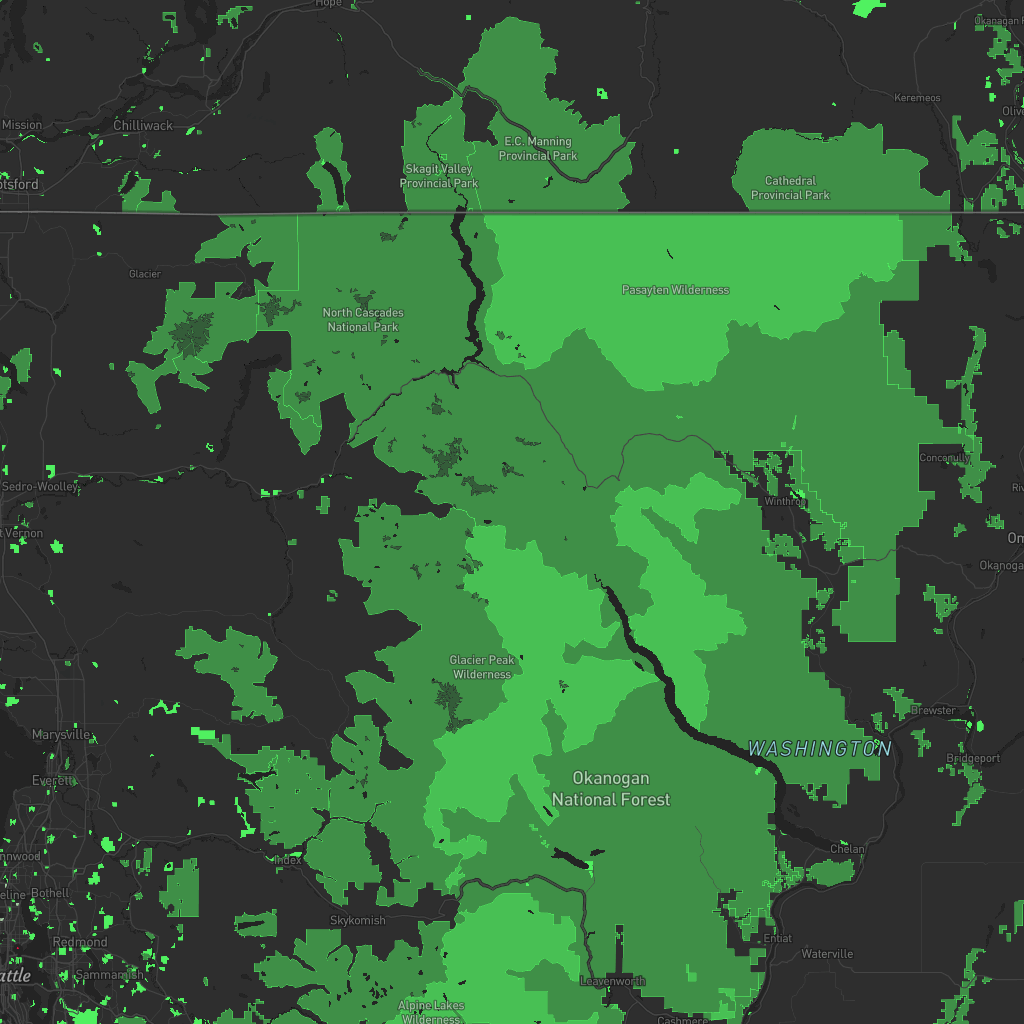 Hope
Okanagan
Keremeos
Mission
Chilliwack
E.C. Manning
Provincial Park
Skagit Valley
Provincial Park
Cathedral
Provincial Park
Glacier
North Cascades
National Park
Pasayten Wilderness
Conconully
Sedro-Woolley
Winthrop
Okanogan
Glacier Peak
Wilderness
Brewster
Marysville
WASHINGTON
Bridgeport
Everett
Okanogan
National Forest
Chelan
Index
Bothell
Skykomish
Redmond
Entiat
Waterville
Sammamish
Leavenworth
Alpine Lakes
Wilderness
Cashmere